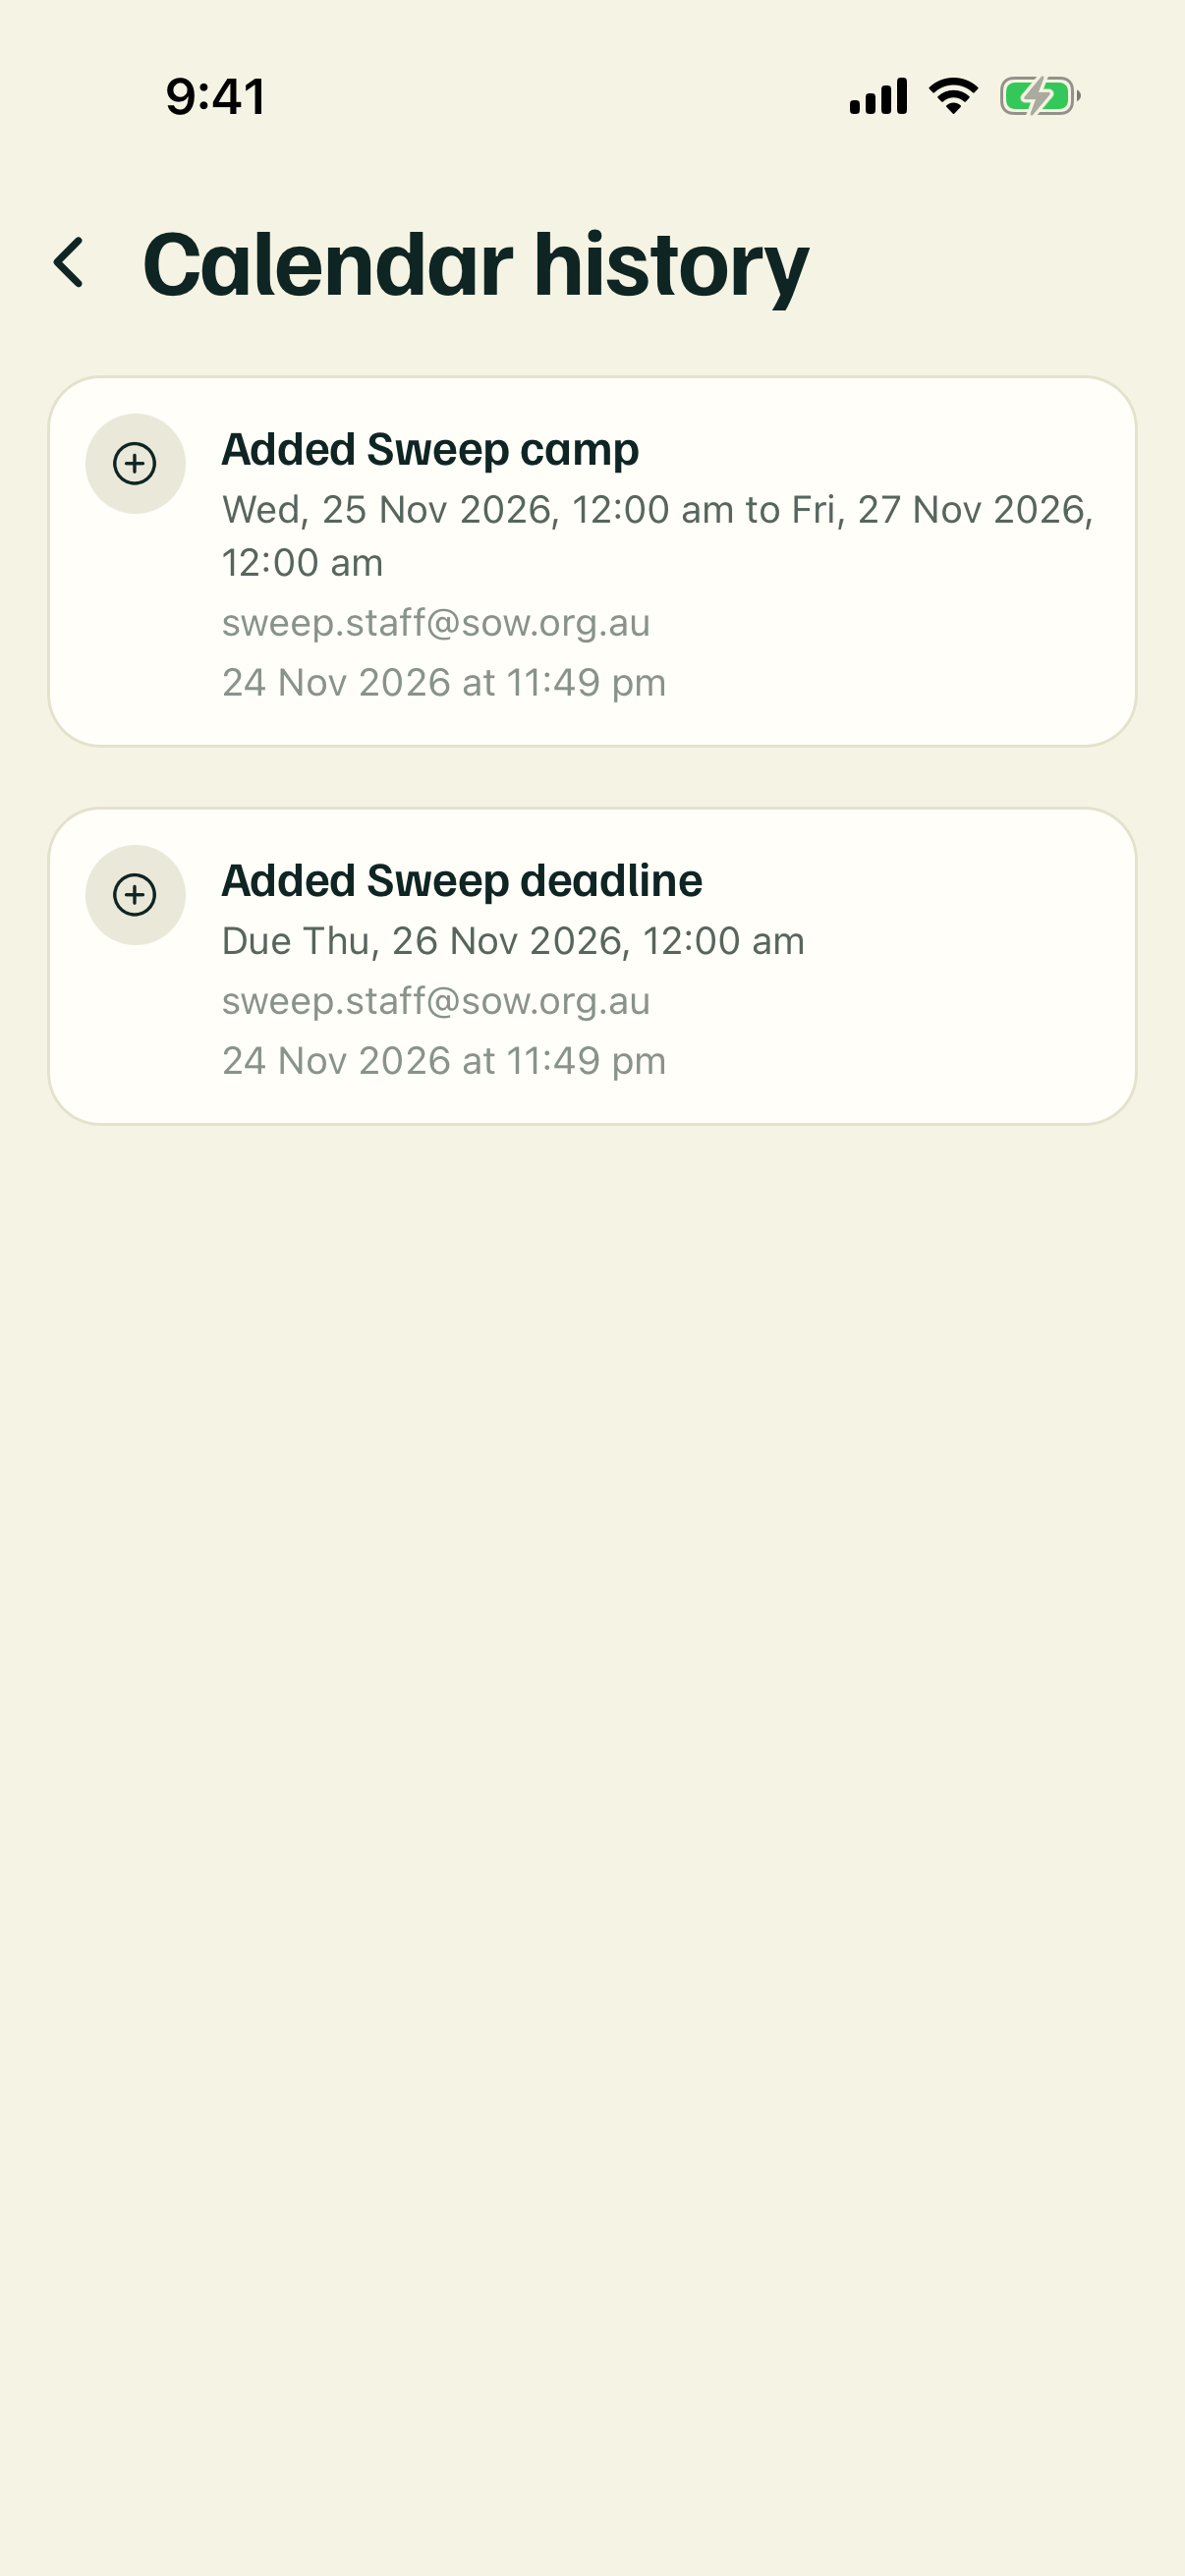 9:41
Calendar history
Added Sweep camp
Wed, 25 Nov 2026, 12:00 am to Fri, 27 Nov 2026,
12:00 am
sweep.staff@sow.org.au
24 Nov 2026 at 11:49 pm
Added Sweep deadline
Due Thu, 26 Nov 2026, 12:00 am
sweep.staff@sow.org.au
24 Nov 2026 at 11:49 pm